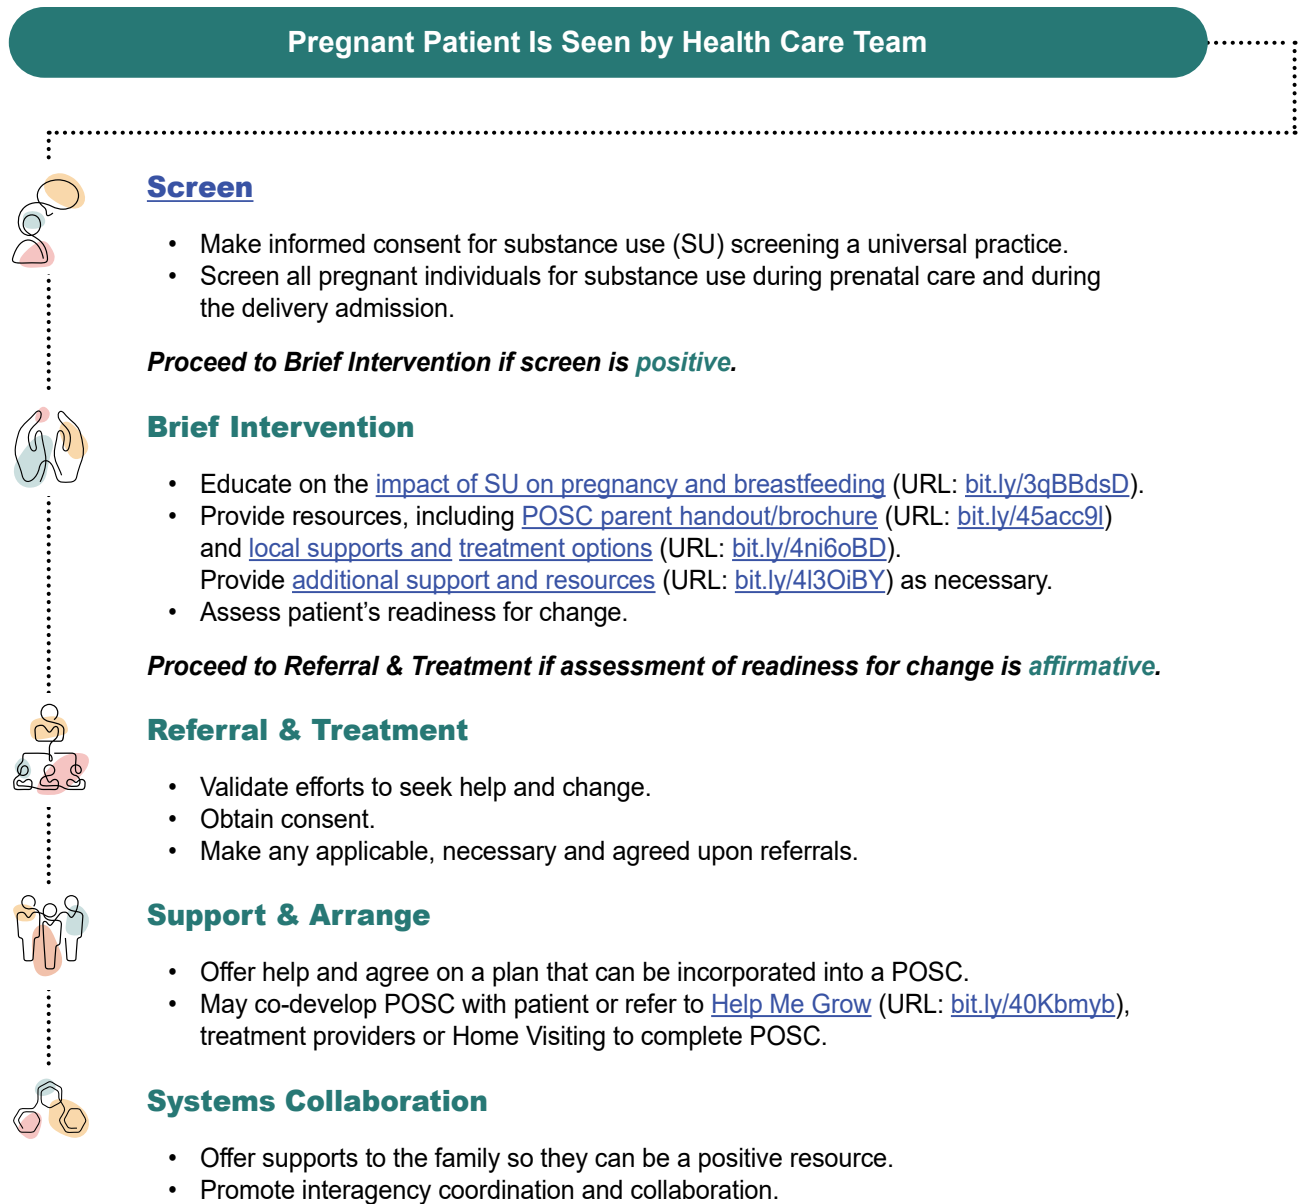 Pregnant Patient Is Seen by Health Care Team
Screen
• Make informed consent for substance use (SU) screening a universal practice.
• Screen all pregnant individuals for substance use during prenatal care and during
the delivery admission.
Proceed to Brief Intervention if screen is positive.
Brief Intervention
• Educate on the impact of SU on pregnancy and breastfeeding (URL: bit.ly/3qBBdsD).
• Provide resources, including POSC parent handout/brochure (URL: bit.ly/45acc9l)
and local supports and treatment options (URL: bit.ly/4ni6oBD).
Provide additional support and resources (URL: bit.ly/4l3OiBY) as necessary.
• Assess patient’s readiness for change.
Proceed to Referral & Treatment if assessment of readiness for change is affirmative.
Referral & Treatment
• Validate efforts to seek help and change.
• Obtain consent.
• Make any applicable, necessary and agreed upon referrals.
Support & Arrange
• Offer help and agree on a plan that can be incorporated into a POSC.
• May co-develop POSC with patient or refer to Help Me Grow (URL: bit.ly/40Kbmyb),
treatment providers or Home Visiting to complete POSC.
Systems Collaboration
• Offer supports to the family so they can be a positive resource.
• Promote interagency coordination and collaboration.